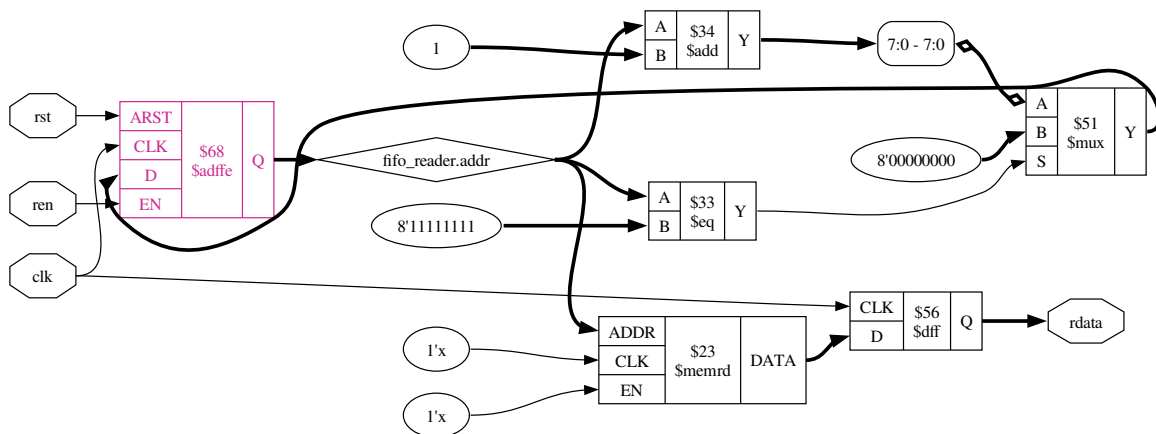 1
A
B
$34
$add
Y
7:0 - 7:0
rst
ren
clk
ARST
CLK
D
EN
$68
$adffe
Q
fifo_reader.addr
8'00000000
A
B
S
$51
$mux
Y
8'11111111
A
B
$33
$eq
Y
1'x
1'x
ADDR
CLK
EN
$23
$memrd
DATA
CLK
D
$56
$dff
Q
rdata